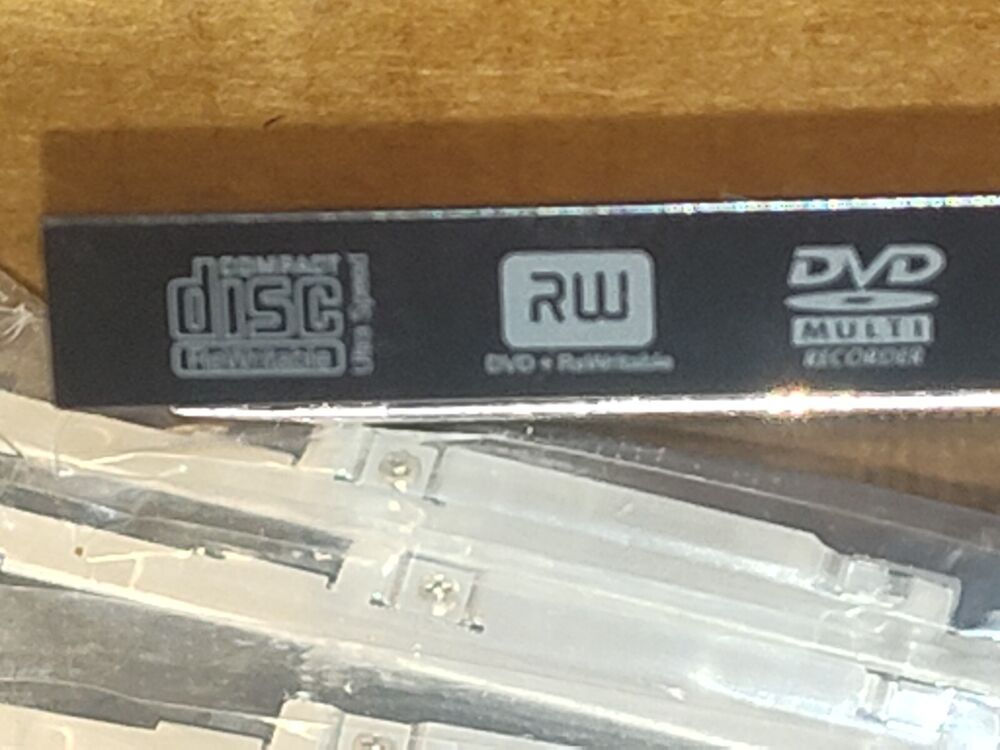 COMPACT
disc
ReWritable
Ultra Speed
RW
DVD + ReWritable
DVD
MULTI
RECORDER